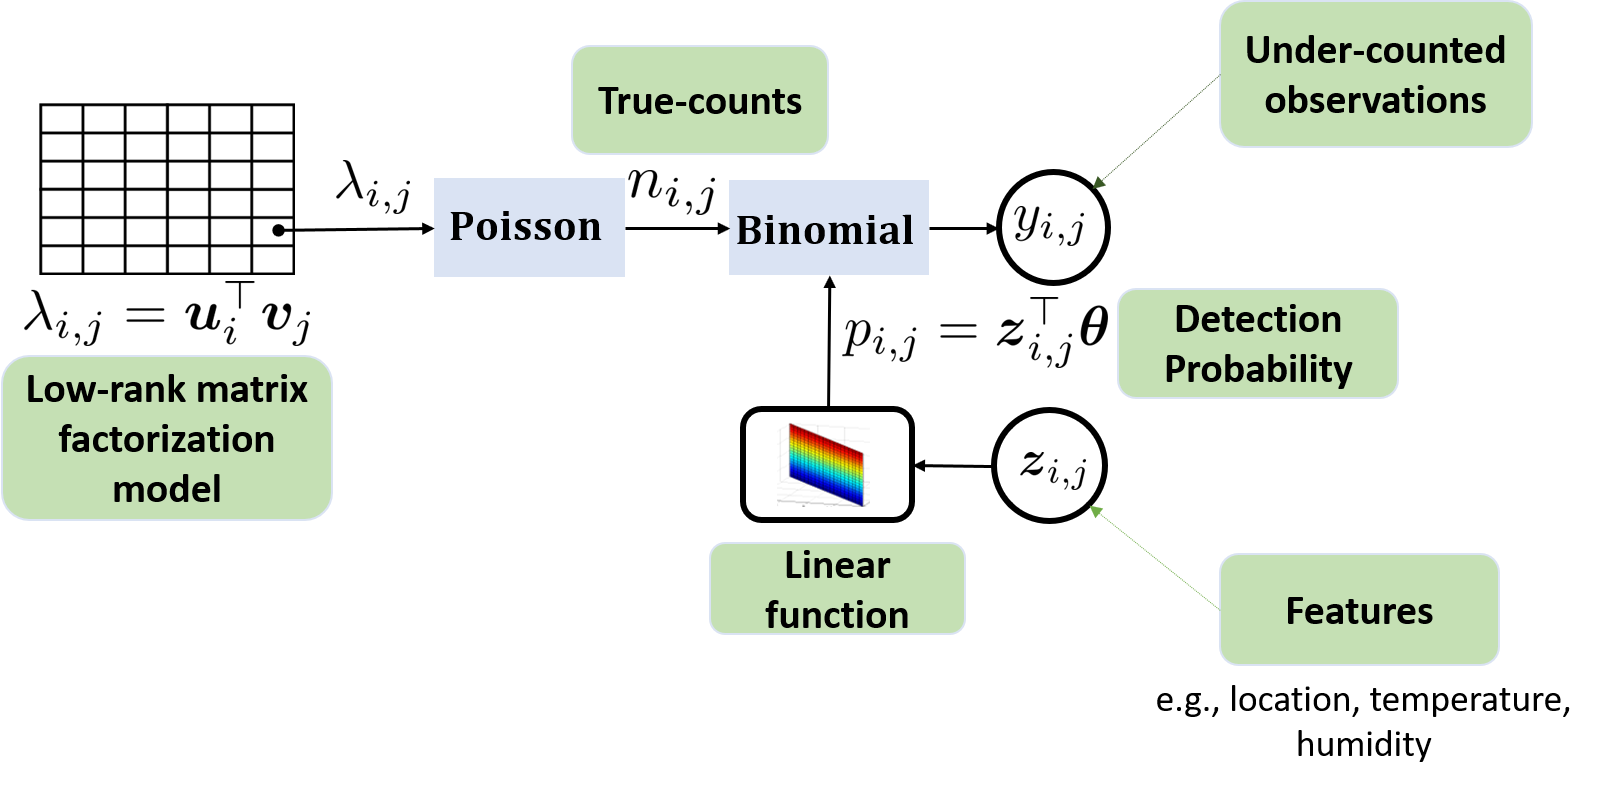 Under-counted
observations
True-counts
λ_{i,j}
Poisson
n_{i,j}
Binomial
y_{i,j}
λ_{i,j} = u_i^⊤ v_j
p_{i,j} = z_{i,j}^⊤ θ
Detection
Probability
Low-rank matrix
factorization
model
z_{i,j}
Linear
function
Features
e.g., location, temperature,
humidity